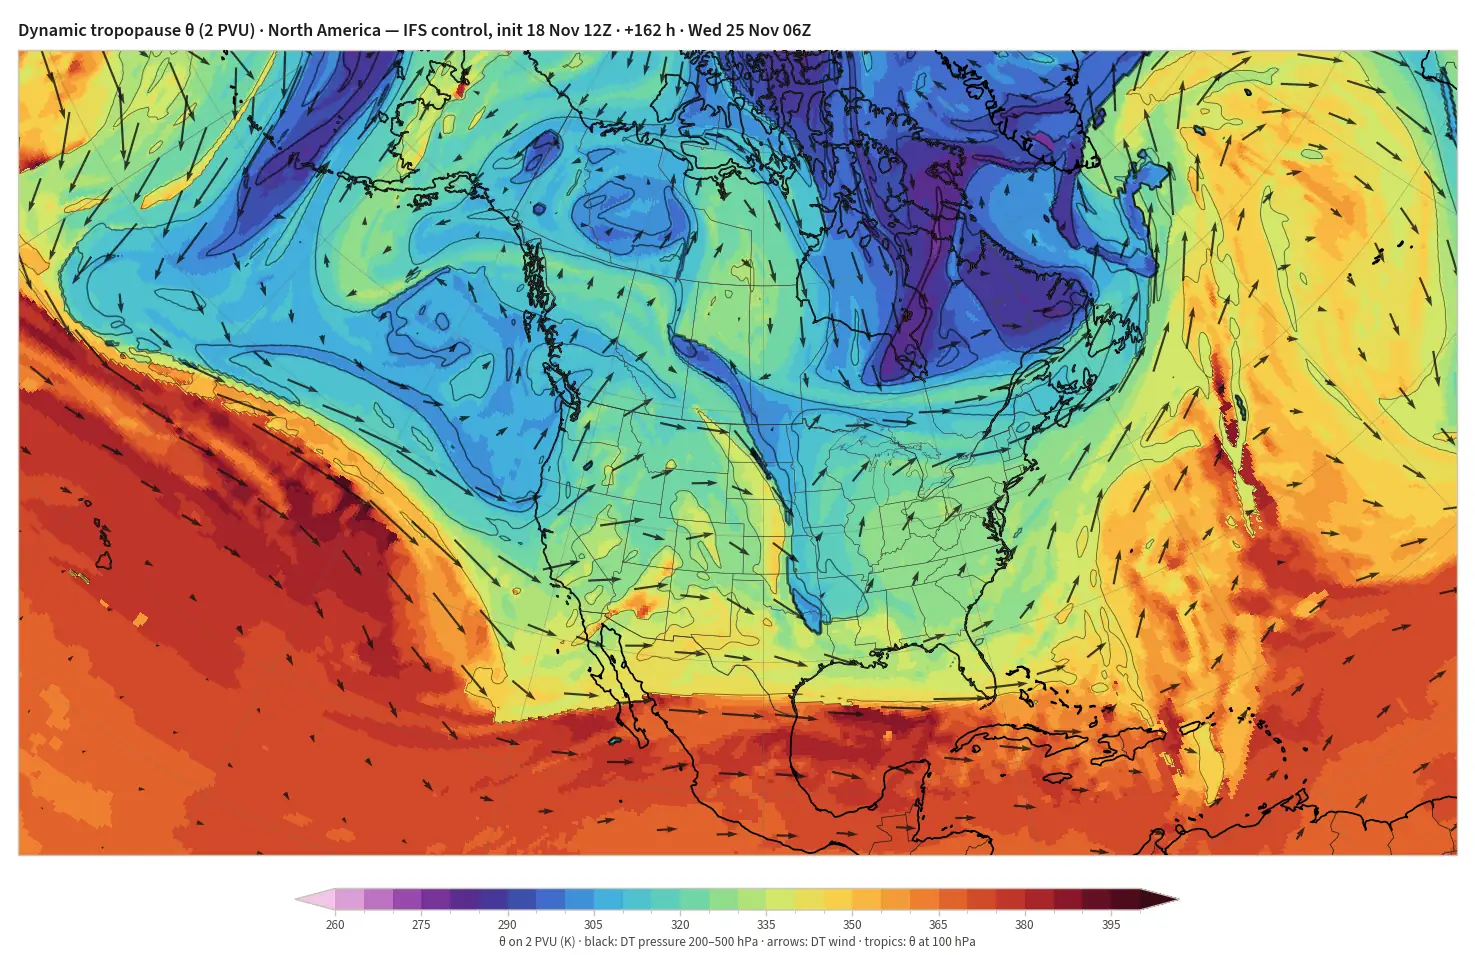 Dynamic tropopause θ (2 PVU) · North America — IFS control, init 18 Nov 12Z · +162 h · Wed 25 Nov 06Z
260 275 290 305 320 335 350 365 380 395
θ on 2 PVU (K) · black: DT pressure 200–500 hPa · arrows: DT wind · tropics: θ at 100 hPa